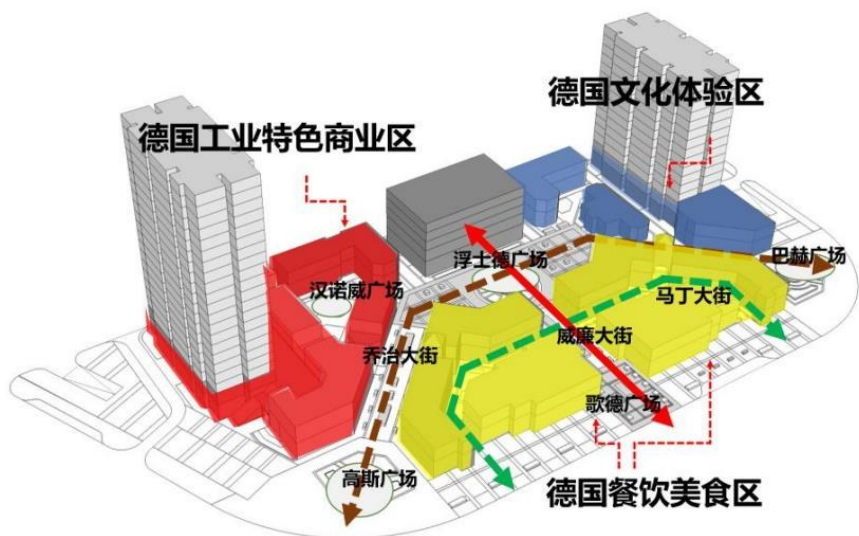 德国文化体验区
德国工业特色商业区
浮士德广场
巴赫广场
汉诺威广场
马丁大街
威廉大街
乔治大街
歌德广场
高斯广场
德国餐饮美食区